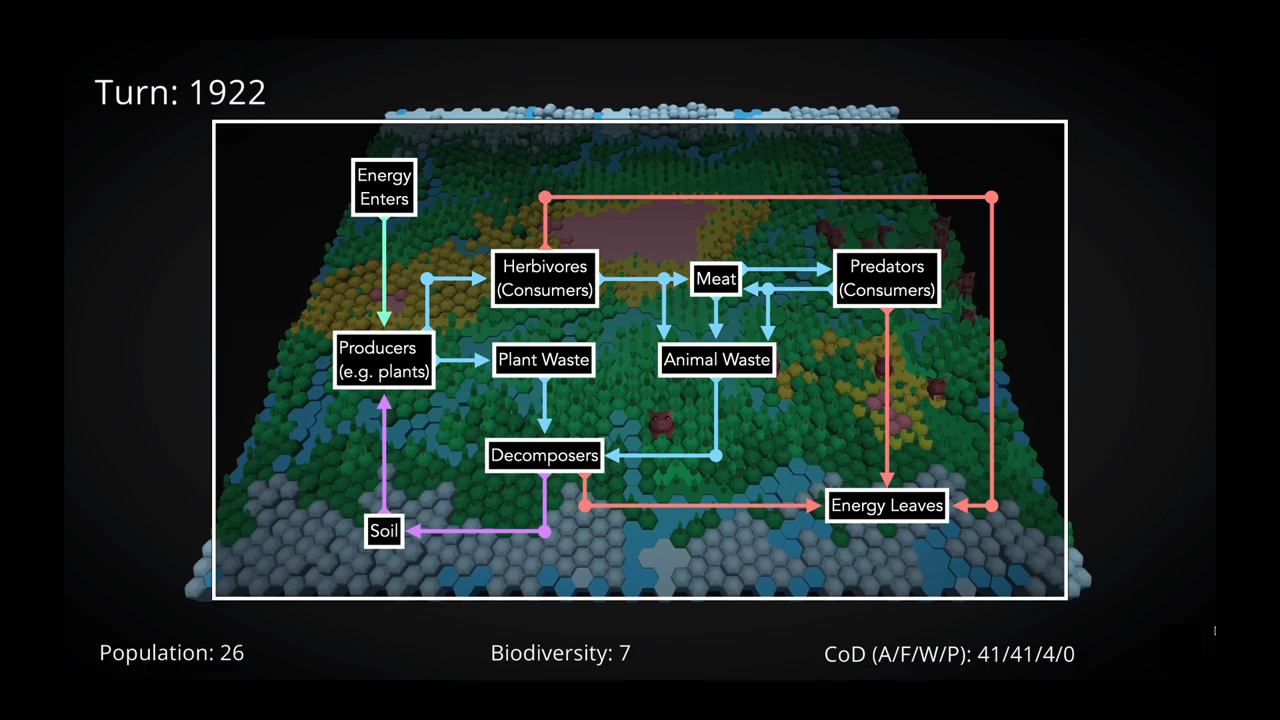 Turn: 1922
Energy
Enters
Herbivores
(Consumers)
Meat
Predators
(Consumers)
Producers
(e.g. plants)
Plant Waste
Animal Waste
Decomposers
Energy Leaves
Soil
Population: 26
Biodiversity: 7
CoD (A/F/W/P): 41/41/4/0